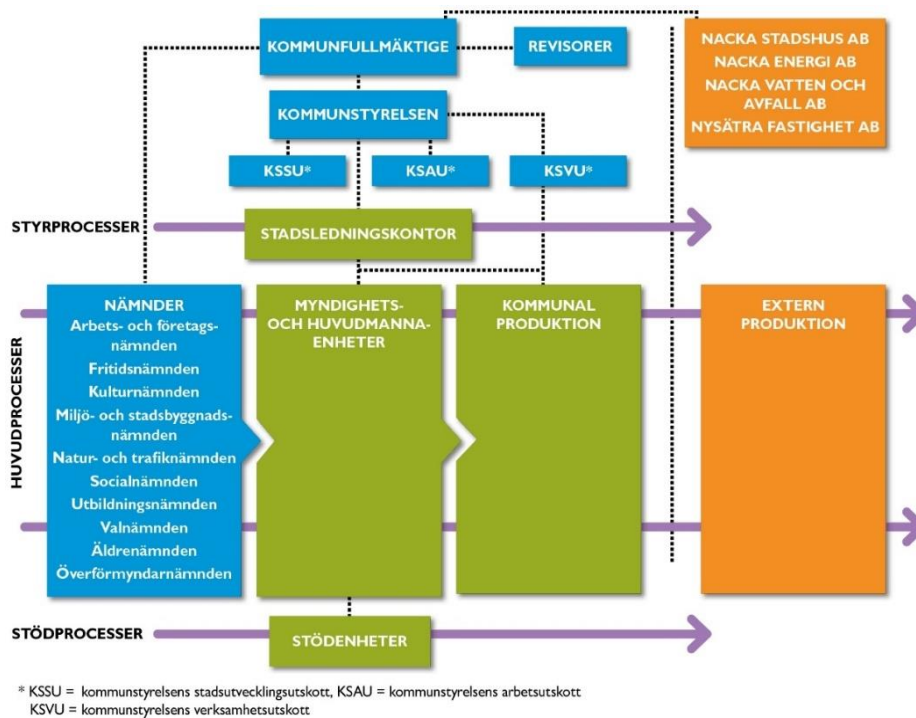 KOMMUNFULLMÄKTIGE
REVISORER
NACKA STADSHUS AB
NACKA ENERGI AB
NACKA VATTEN OCH
AVFALL AB
NYSÄTRA FASTIGHET AB
KOMMUNSTYRELSEN
KSSU*
KSAU*
KSVU*
STYRPROCESSER
STADSLEDNINGSKONTOR
HUVUDPROCESSER
NÄMNDER
Arbets- och företags-
nämnden
Fritidsnämnden
Kulturnämnden
Miljö- och stadsbyggnads-
nämnden
Natur- och trafiknämnden
Socialnämnden
Utbildningsnämnden
Valnämnden
Äldrenämnden
Överförmyndarnämnden
MYNDIGHETS-
OCH HUVUDMANNA-
ENHETER
KOMMUNAL
PRODUKTION
EXTERN
PRODUKTION
STÖDPROCESSER
STÖDENHETER
* KSSU = kommunstyrelsens stadsutvecklingsutskott, KSAU = kommunstyrelsens arbetsutskott
KSVU = kommunstyrelsens verksamhetsutskott